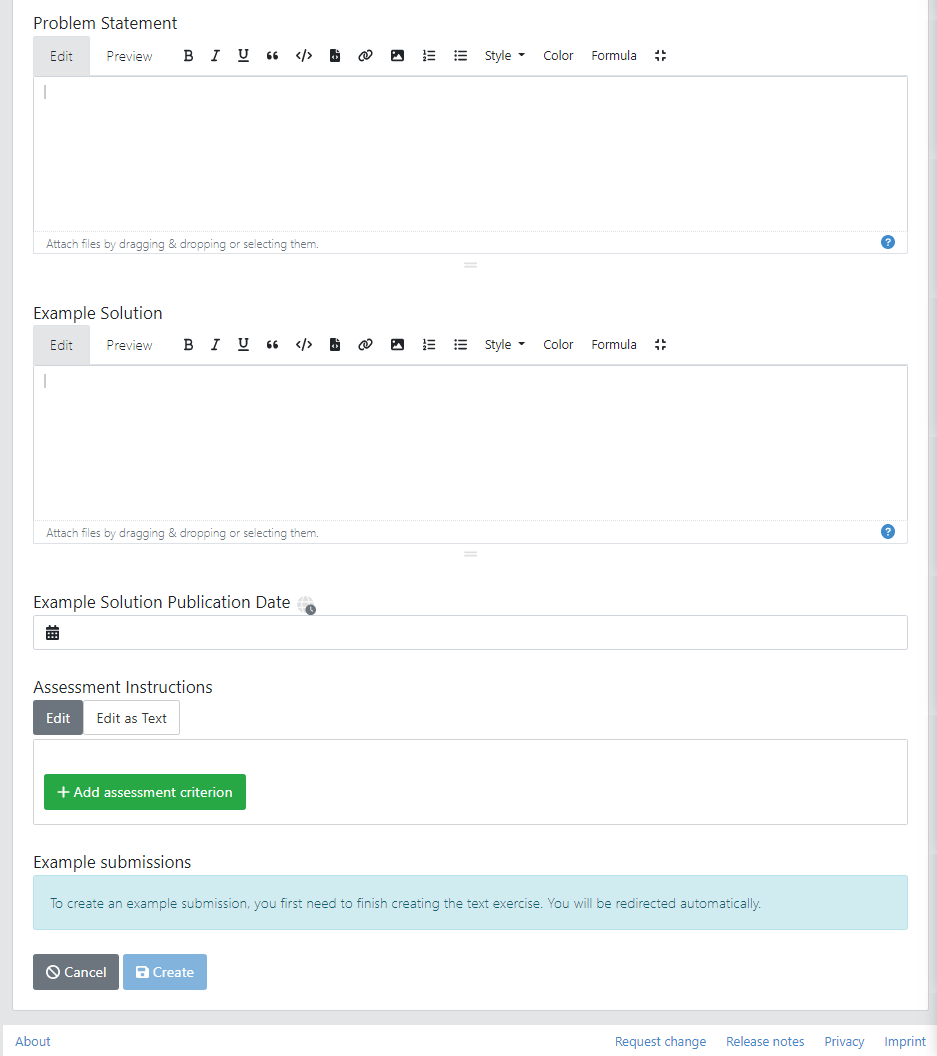 Problem Statement
Edit Preview B I U “ </> Style Color Formula
Attach files by dragging & dropping or selecting them. ?
Example Solution
Edit Preview B I U “ </> Style Color Formula
Attach files by dragging & dropping or selecting them. ?
Example Solution Publication Date
Assessment Instructions
Edit Edit as Text
+ Add assessment criterion
Example submissions
To create an example submission, you first need to finish creating the text exercise. You will be redirected automatically.
Cancel Create
About Request change Release notes Privacy Imprint